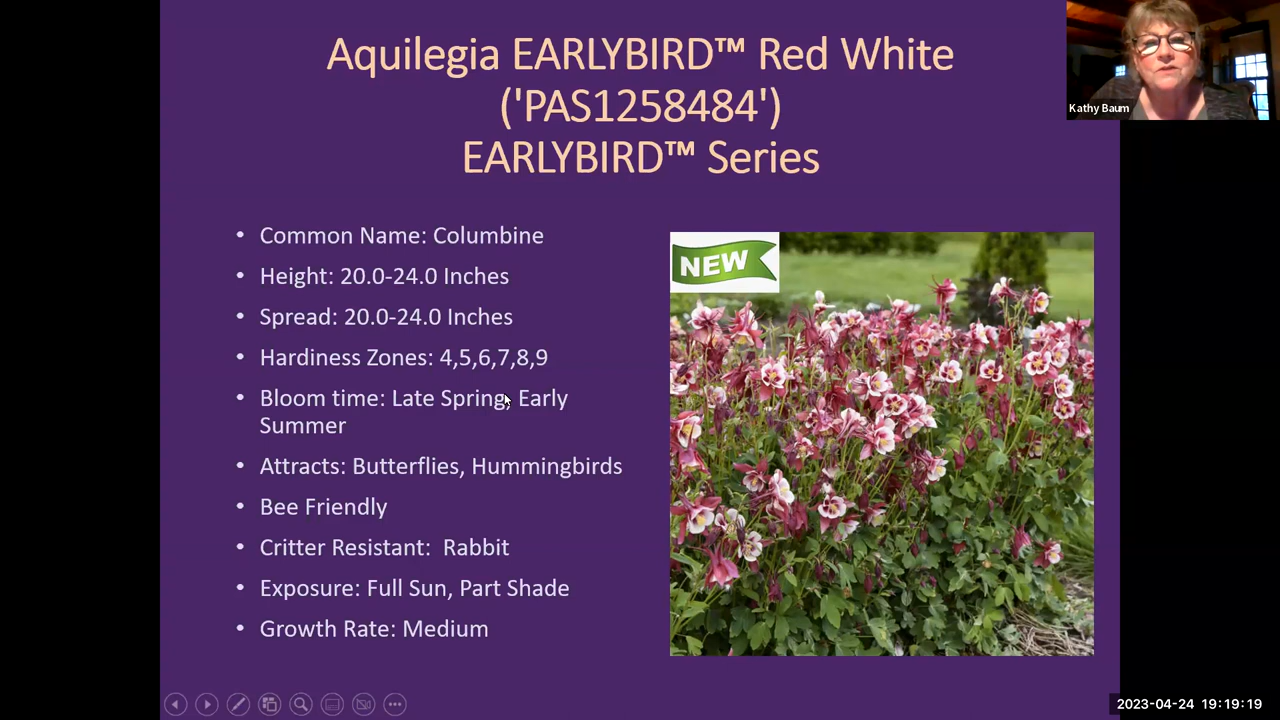 Aquilegia EARLYBIRD™ Red White
('PAS1258484')
EARLYBIRD™ Series
Kathy Baum
• Common Name: Columbine
• Height: 20.0-24.0 Inches
• Spread: 20.0-24.0 Inches
• Hardiness Zones: 4,5,6,7,8,9
• Bloom time: Late Spring, Early
Summer
• Attracts: Butterflies, Hummingbirds
• Bee Friendly
• Critter Resistant:  Rabbit
• Exposure: Full Sun, Part Shade
• Growth Rate: Medium
NEW
2023-04-24 19:19:19